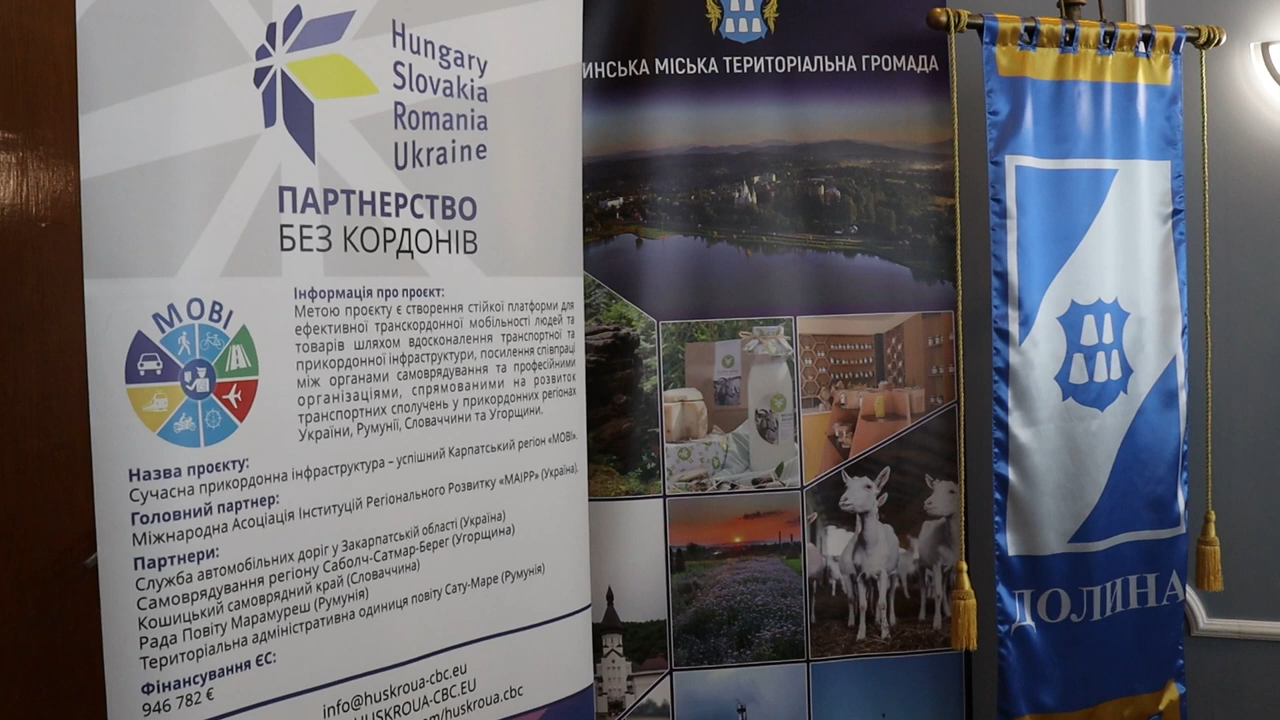 Hungary
Slovakia
Romania
Ukraine
ПАРТНЕРСТВО
БЕЗ КОРДОНІВ
МОВІ
Інформація про проєкт:
Метою проєкту є створення стійкої платформи для
ефективної транскордонної мобільності людей та
товарів шляхом вдосконалення транспортної та
прикордонної інфраструктури, посилення співпраці
між органами самоврядування та професійними
організаціями, спрямованими на розвиток
транспортних сполучень у прикордонних регіонах
України, Румунії, Словаччини та Угорщини.
Назва проєкту:
Сучасна прикордонна інфраструктура – успішний Карпатський регіон «МОВІ».
Головний партнер:
Міжнародна Асоціація Інституцій Регіонального Розвитку «МАІРР» (Україна).
Партнери:
Служба автомобільних доріг у Закарпатській області (Україна)
Самоврядування регіону Саболч-Сатмар-Берег (Угорщина)
Кошицький самоврядний край (Словаччина)
Рада Повіту Марамуреш (Румунія)
Територіальна адміністративна одиниця повіту Сату-Маре (Румунія)
Фінансування ЄС:
946 782 €
info@huskroua-cbc.eu
HUSKROUA-CBC.EU
om/huskroua.cbc
ИНСЬКА МІСЬКА ТЕРИТОРІАЛЬНА ГРОМАДА
ДОЛИНА